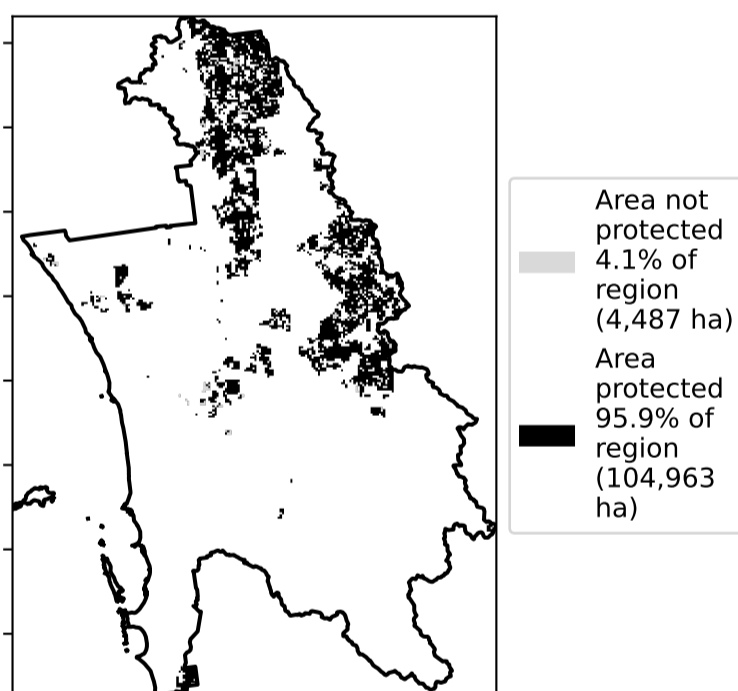 Area not
protected
4.1% of
region
(4,487 ha)
Area
protected
95.9% of
region
(104,963
ha)